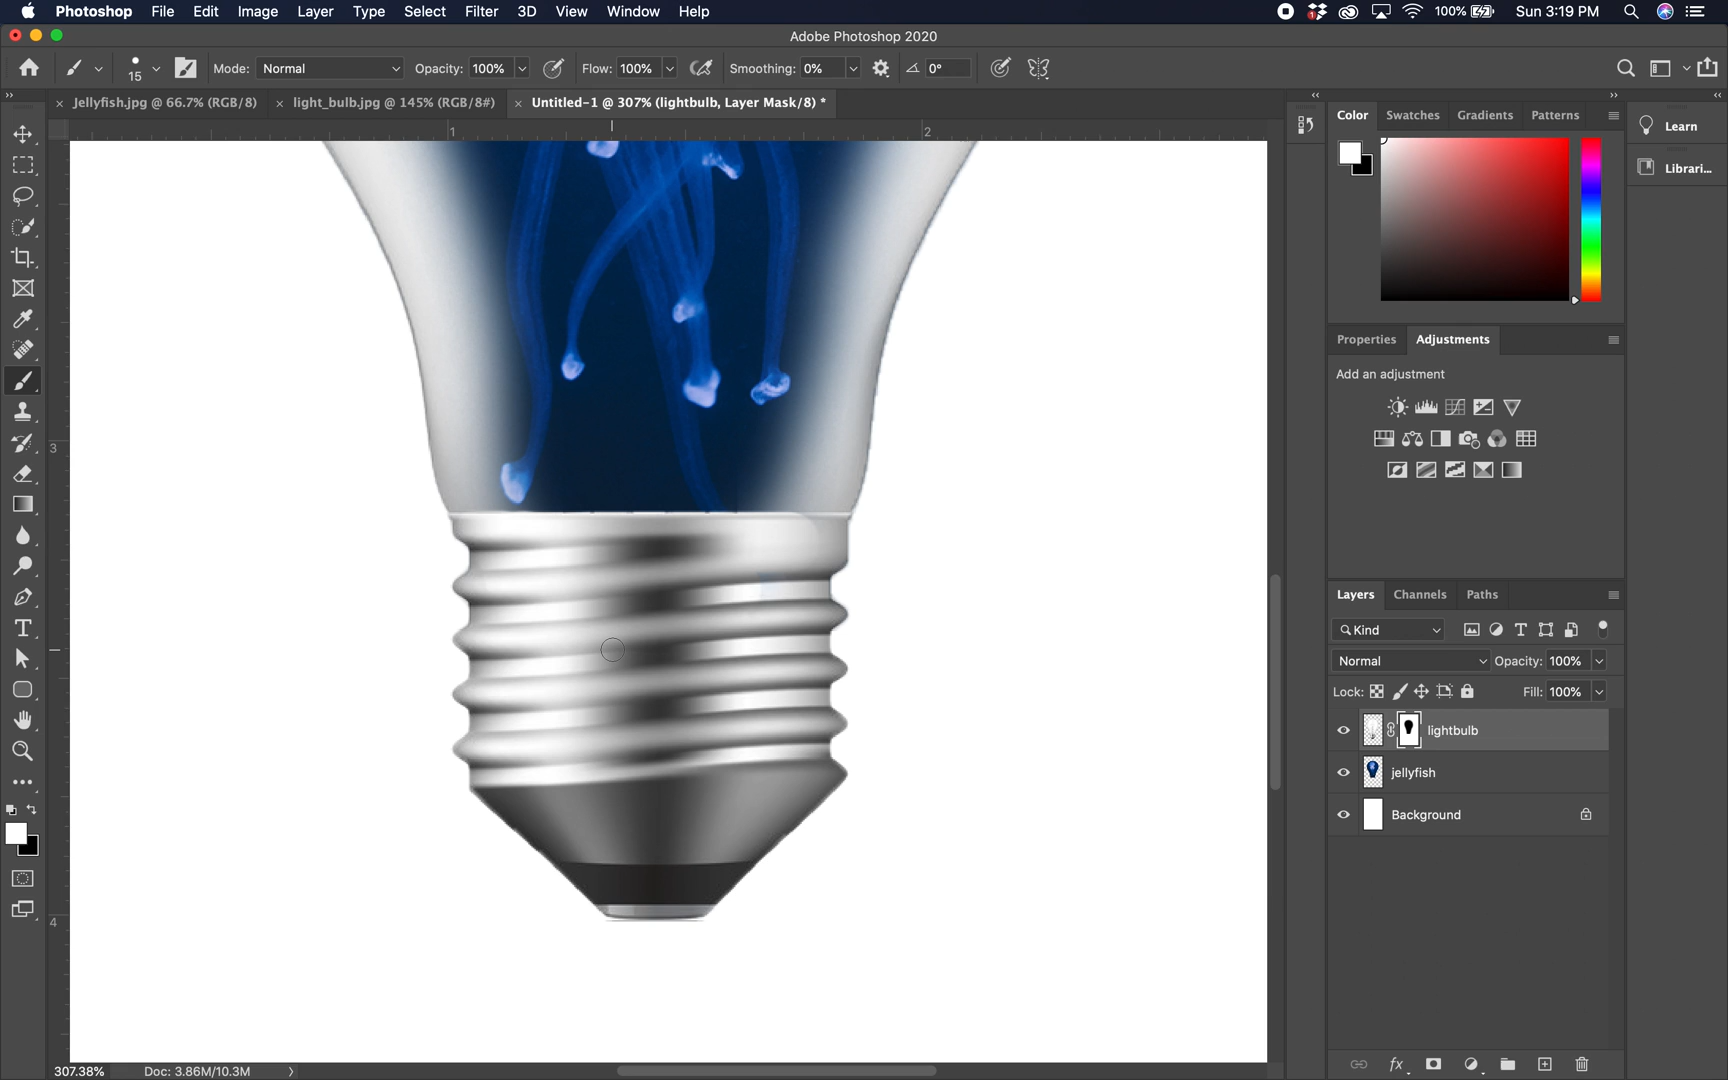 Photoshop File Edit Image Layer Type Select Filter 3D View Window Help 1 100% Sun 3:19 PM
Adobe Photoshop 2020
15 Mode: Normal Opacity: 100% Flow: 100% Smoothing: 0% 0°
Jellyfish.jpg @ 66.7% (RGB/8) light_bulb.jpg @ 145% (RGB/8#) Untitled-1 @ 307% (lightbulb, Layer Mask/8) *
1 2
3
4
Color Swatches Gradients Patterns
Learn
Librari...
Properties Adjustments
Add an adjustment
Layers Channels Paths
Kind
Normal Opacity: 100%
Lock: Fill: 100%
lightbulb
jellyfish
Background
fx
T
307.38% Doc: 3.86M/10.3M